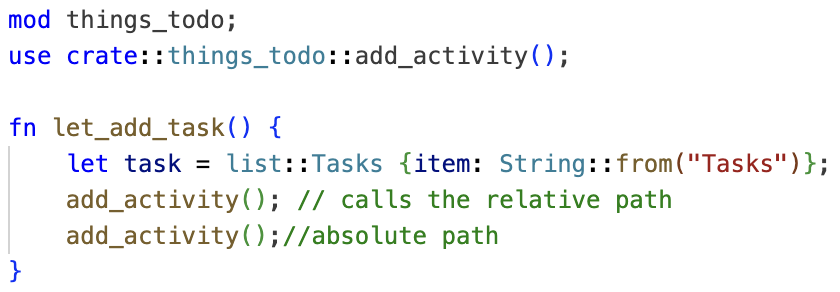 mod things_todo;
use crate::things_todo::add_activity();
fn let_add_task() {
let task = list::Tasks {item: String::from("Tasks")};
add_activity(); // calls the relative path
add_activity();//absolute path
}